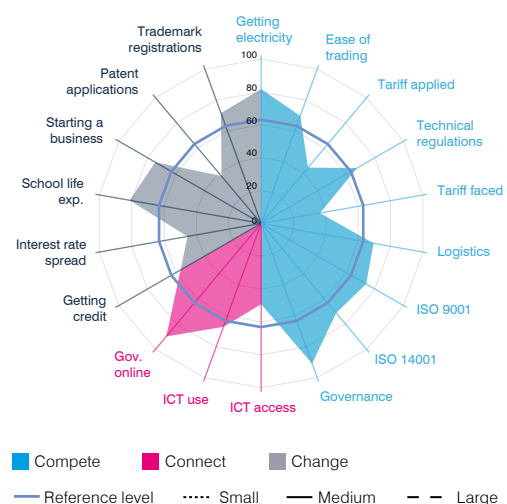 Getting
electricity
Ease of
trading
Tariff applied
Technical
regulations
Tariff faced
Logistics
ISO 9001
ISO 14001
Governance
ICT access
ICT use
Gov.
online
Getting
credit
Interest rate
spread
School life
exp.
Starting a
business
Patent
applications
Trademark
registrations
100
80
60
40
20
0
Compete Connect Change
Reference level Small Medium Large